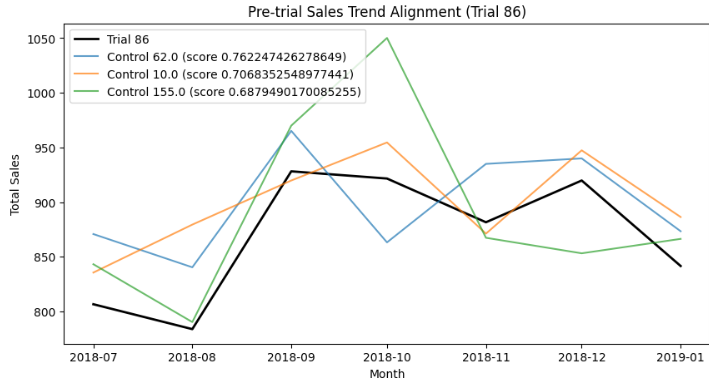 Pre-trial Sales Trend Alignment (Trial 86)
Trial 86
Control 62.0 (score 0.762247426278649)
Control 10.0 (score 0.7068352548977441)
Control 155.0 (score 0.6879490170085255)
Total Sales
1050
1000
950
900
850
800
2018-07 2018-08 2018-09 2018-10 2018-11 2018-12 2019-01
Month